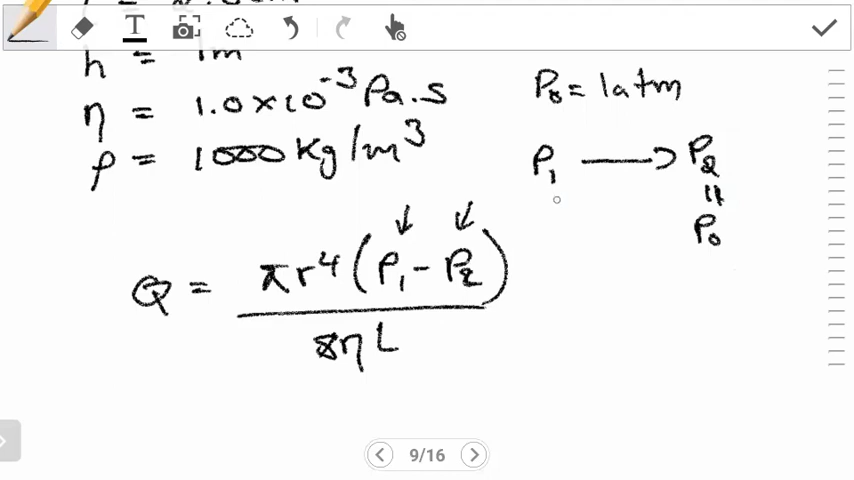 h = 1m
η = 1.0×10⁻³ Pa.s
P₀ = 1atm
ρ = 1000 kg/m³
P₁ → P₂
=
P₀
Q = πr⁴(P₁ - P₂)
8ηL
T
9/16